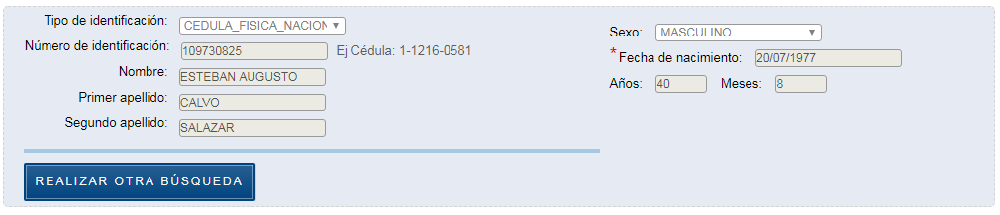 Tipo de identificación: CEDULA_FISICA_NACION
Número de identificación: 109730825 Ej Cédula: 1-1216-0581
Nombre: ESTEBAN AUGUSTO
Primer apellido: CALVO
Segundo apellido: SALAZAR
Sexo: MASCULINO
*Fecha de nacimiento: 20/07/1977
Años: 40 Meses: 8
REALIZAR OTRA BÚSQUEDA